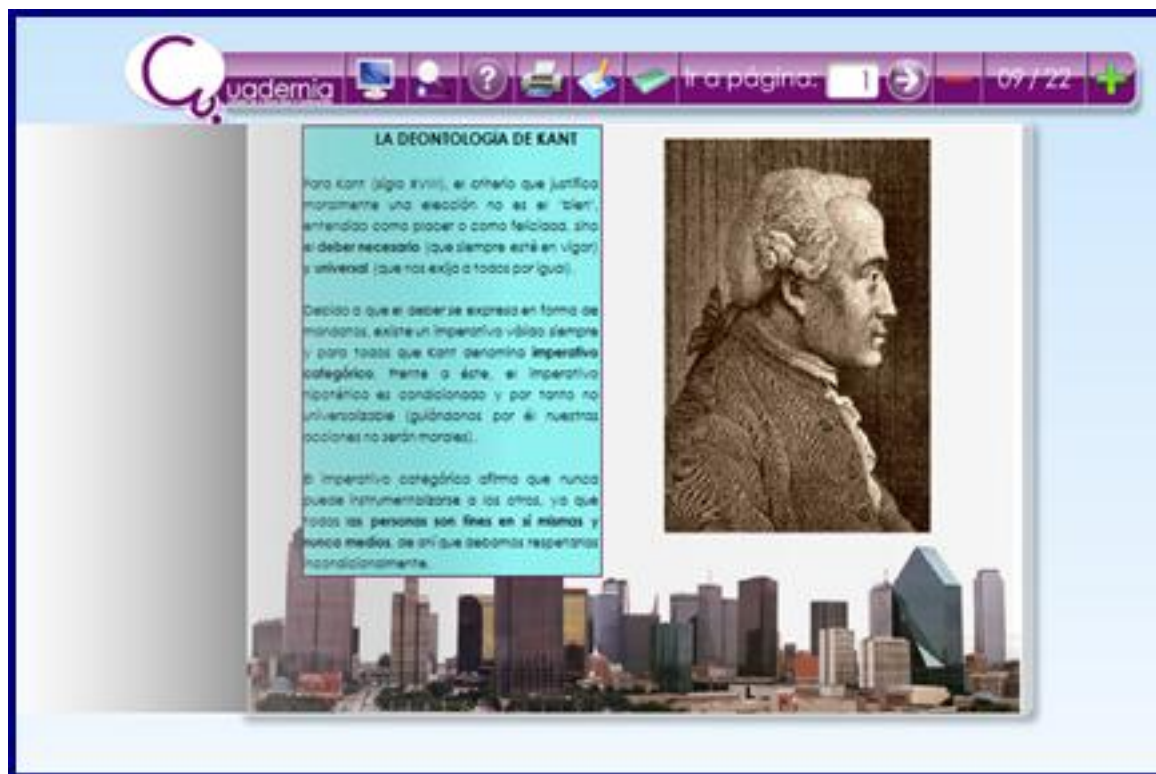 Cuadernia
Ir a página: 1
09/22
LA DEONTOLOGÍA DE KANT
Para Kant (siglo XVIII), el criterio que justifica
moralmente una elección no es el "bien",
entendido como placer o como felicidad, sino
el deber necesario (que siempre esté en vigor)
y universal (que nos exija a todos por igual).
Debido a que el deber se expresa en forma de
mandatos, existe un imperativo válido siempre
y para todos que Kant denomina imperativo
categórico. Frente a éste, el imperativo
hipotético es condicionado y por tanto no
universalizable (guiándonos por él nuestras
acciones no serán morales).
El imperativo categórico afirma que nunca
puede instrumentalizarse a los otros, ya que
todas las personas son fines en sí mismas y
nunca medios, de ahí que debamos respetarlas
incondicionalmente.